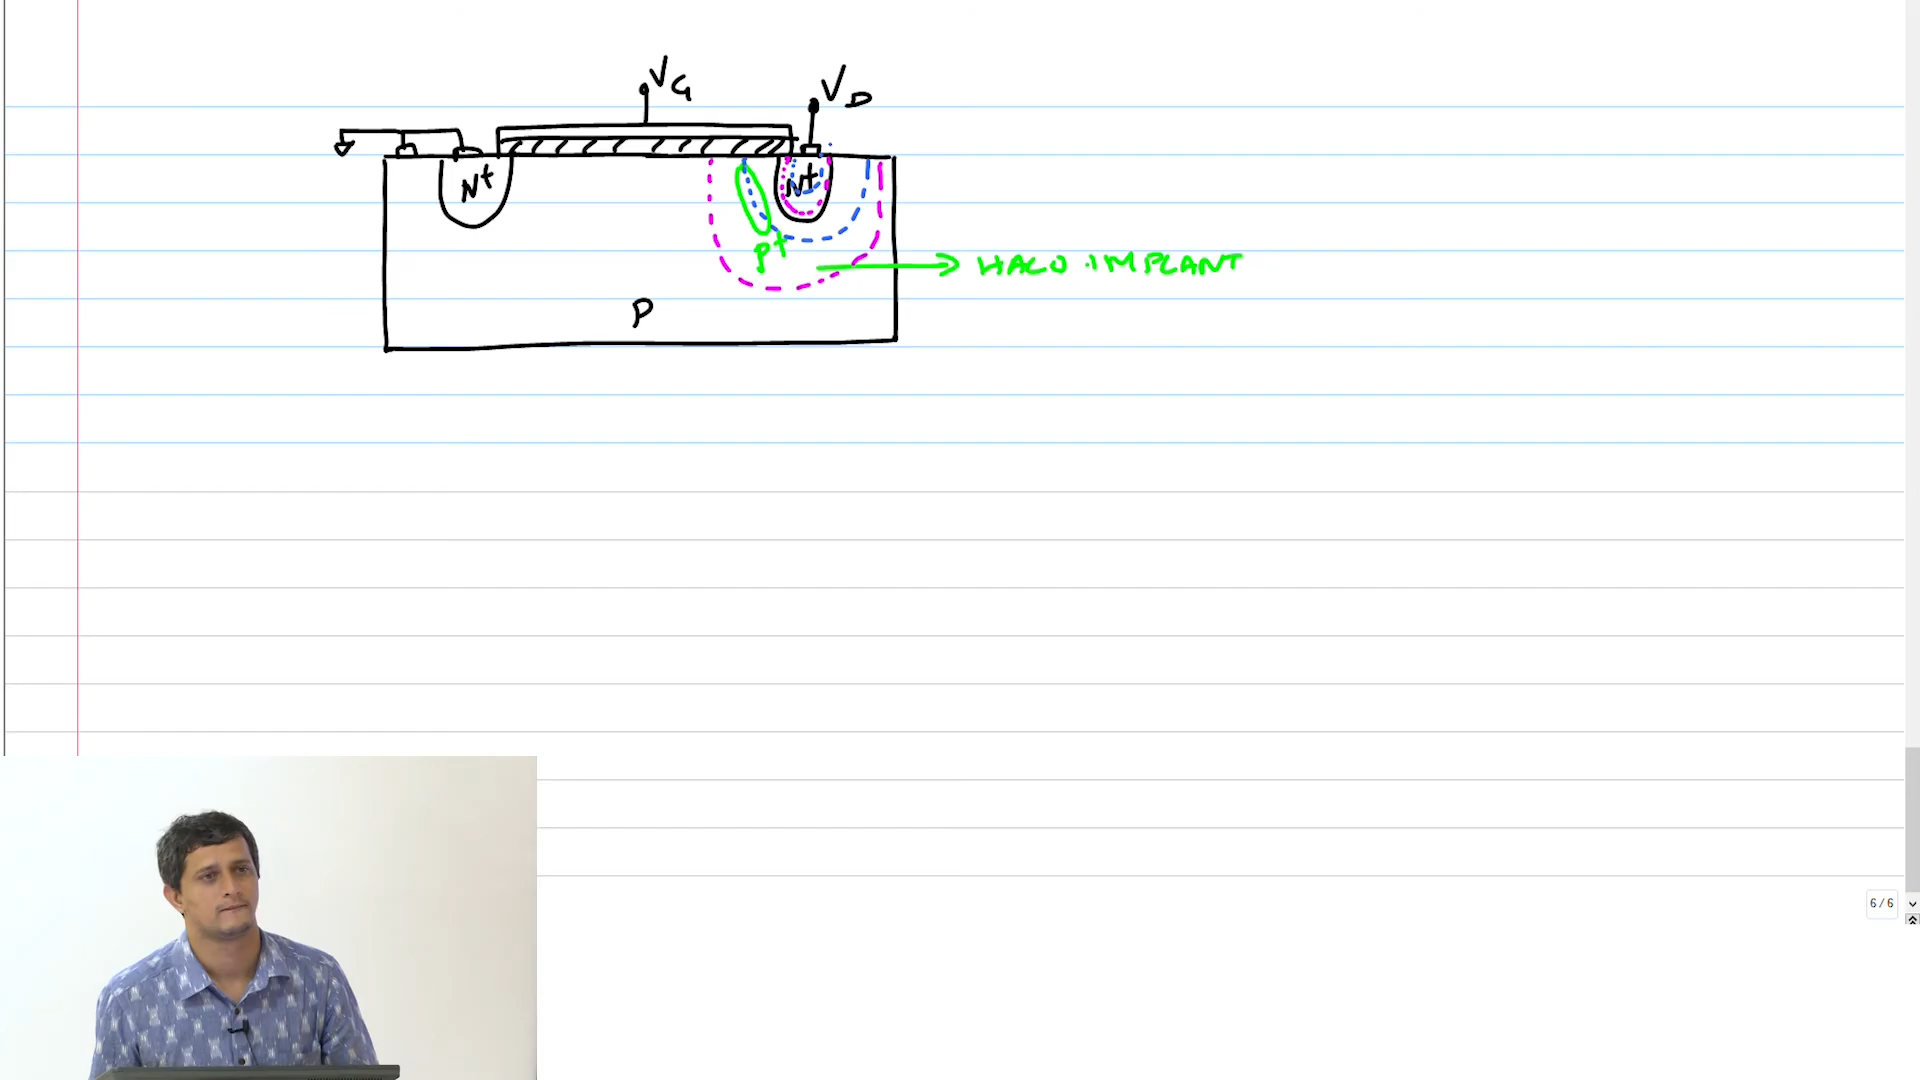 VG
VD
N+
N+
P+
HALO IMPLANT
P
6 / 6